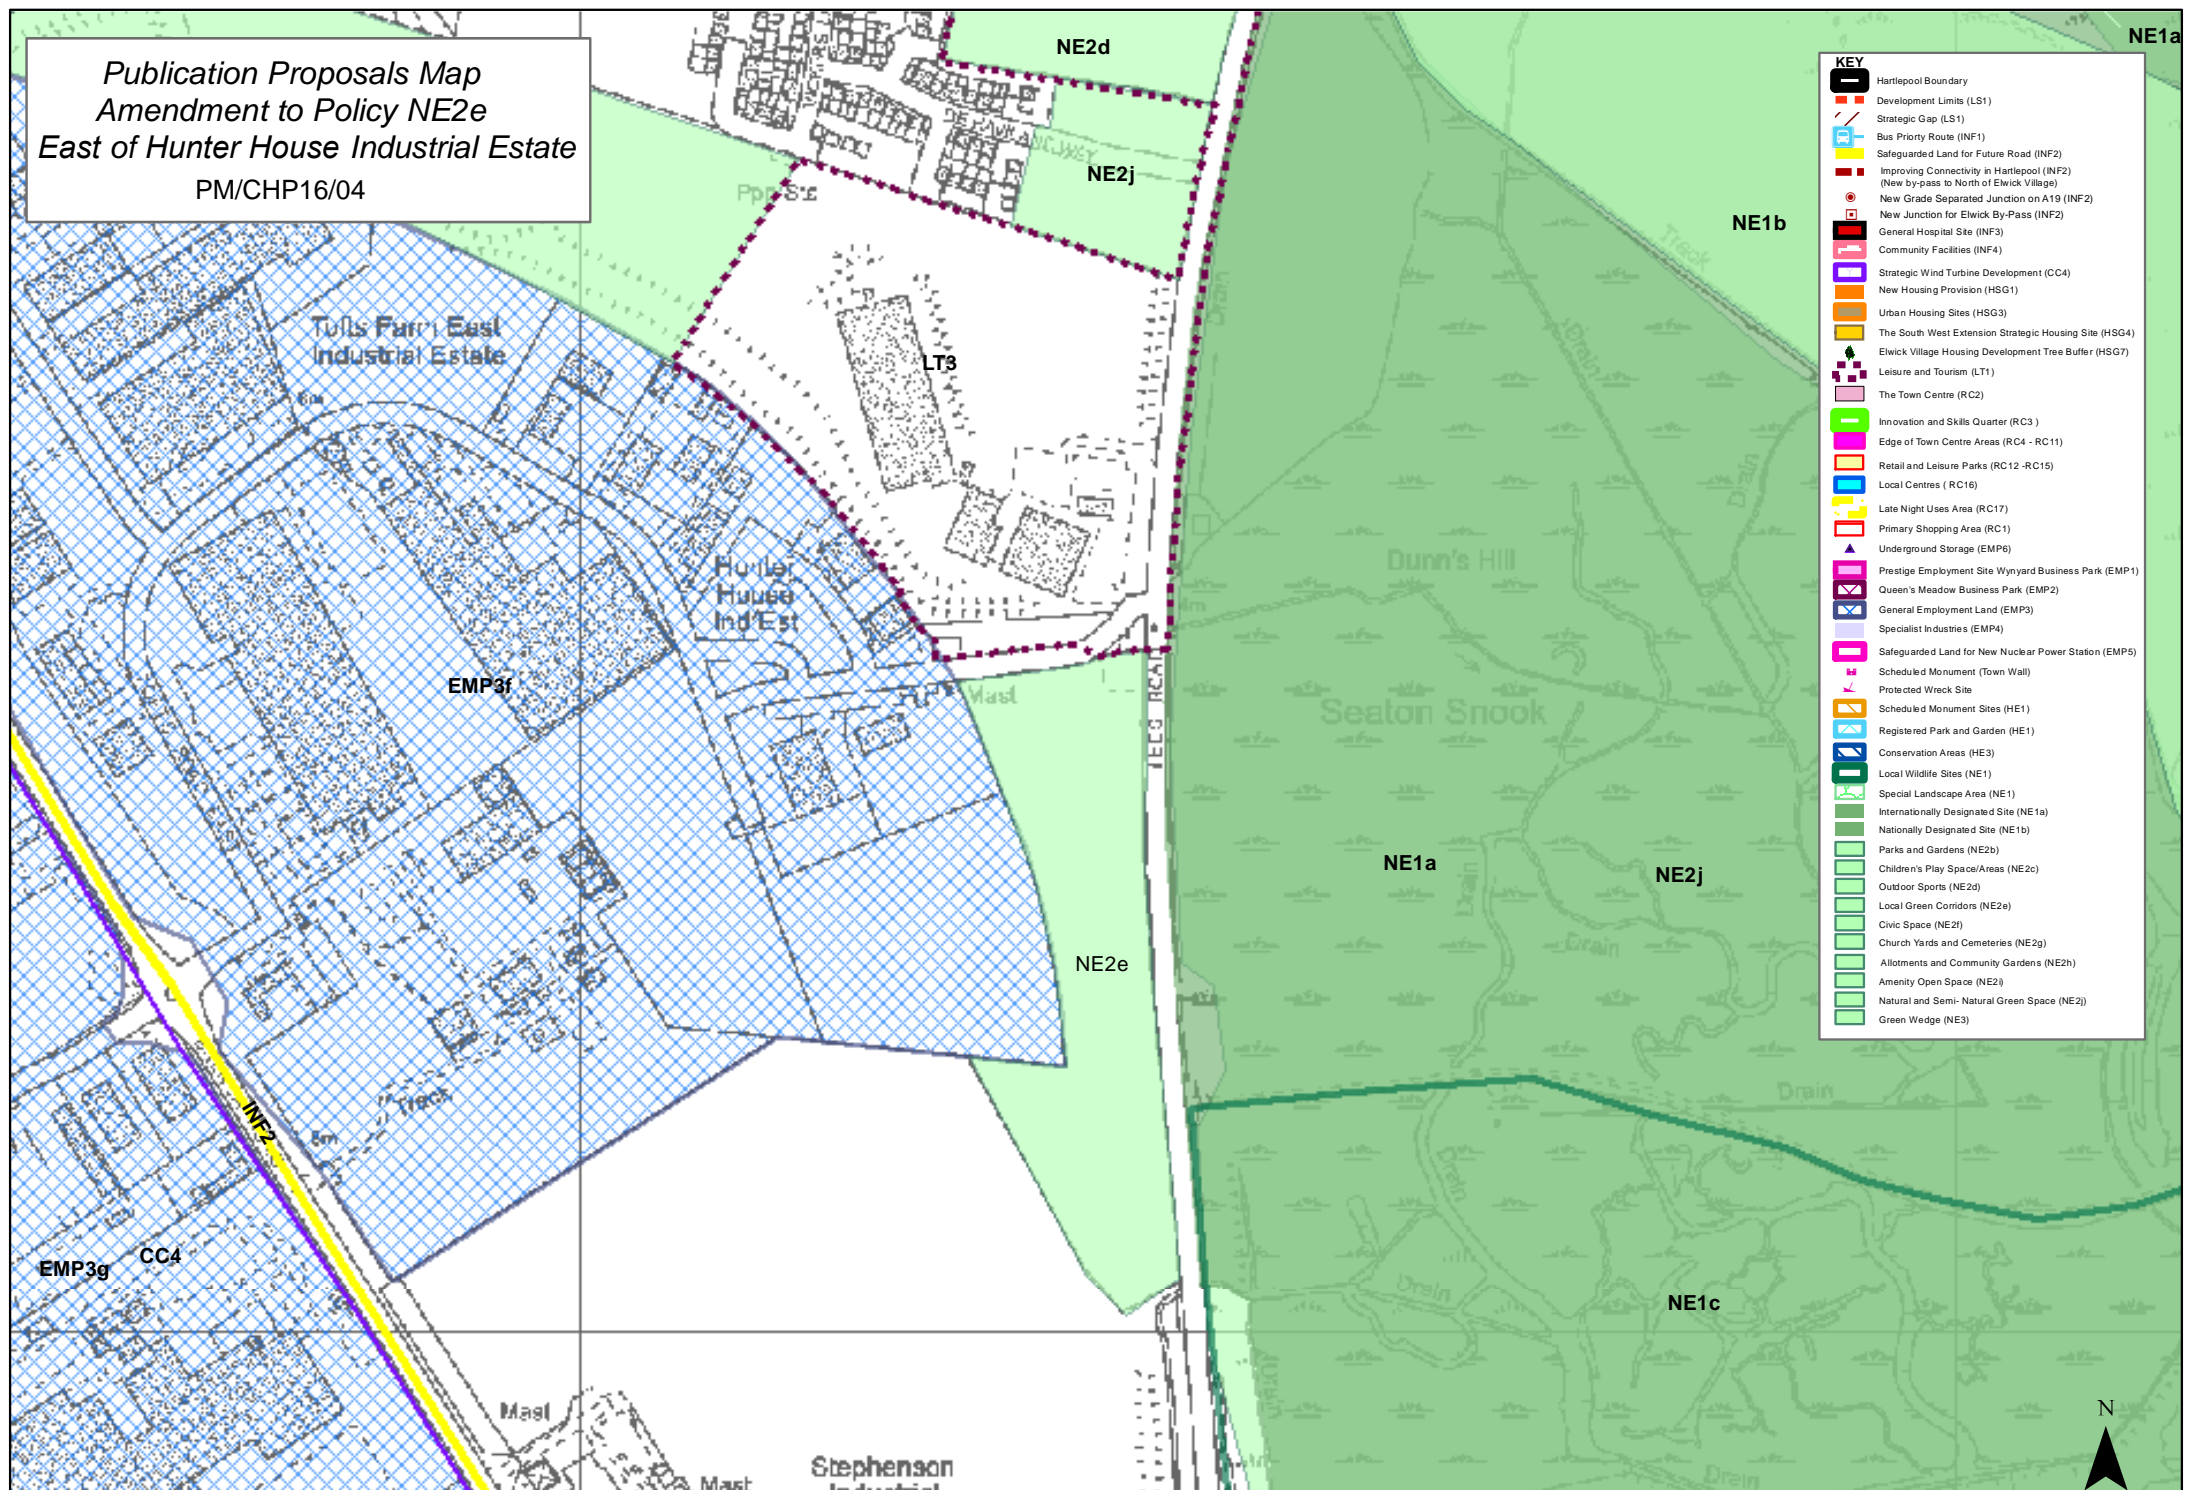 Publication Proposals Map
Amendment to Policy NE2e
East of Hunter House Industrial Estate
PM/CHP16/04
NE2d
NE2j
NE1a
NE1b
Track
Drain
Drain
LT3
Industrial Estate
Hunter
House
Ind Est
EMP3f
Mast
Dunn's Hill
Drain
Seaton Snook
NE1a
NE2j
Drain
Drain
NE2e
Drain
Drain
Track
INF2
EMP3g
CC4
NE1c
Drain
Drain
Mast
Mast
Stephenson
N
KEY
Hartlepool Boundary
Development Limits (LS1)
Strategic Gap (LS1)
Bus Priorty Route (INF1)
Safeguarded Land for Future Road (INF2)
Improving Connectivity in Hartlepool (INF2)
(New by-pass to North of Elwick Village)
New Grade Separated Junction on A19 (INF2)
New Junction for Elwick By-Pass (INF2)
General Hospital Site (INF3)
Community Facilities (INF4)
Strategic Wind Turbine Development (CC4)
New Housing Provision (HSG1)
Urban Housing Sites (HSG3)
The South West Extension Strategic Housing Site (HSG4)
Elwick Village Housing Development Tree Buffer (HSG7)
Leisure and Tourism (LT1)
The Town Centre (RC2)
Innovation and Skills Quarter (RC3 )
Edge of Town Centre Areas (RC4 - RC11)
Retail and Leisure Parks (RC12 -RC15)
Local Centres ( RC16)
Late Night Uses Area (RC17)
Primary Shopping Area (RC1)
Underground Storage (EMP6)
Prestige Employment Site Wynyard Business Park (EMP1)
Queen's Meadow Business Park (EMP2)
General Employment Land (EMP3)
Specialist Industries (EMP4)
Safeguarded Land for New Nuclear Power Station (EMP5)
Scheduled Monument (Town Wall)
Protected Wreck Site
Scheduled Monument Sites (HE1)
Registered Park and Garden (HE1)
Conservation Areas (HE3)
Local Wildlife Sites (NE1)
Special Landscape Area (NE1)
Internationally Designated Site (NE1a)
Nationally Designated Site (NE1b)
Parks and Gardens (NE2b)
Children's Play Space/Areas (NE2c)
Outdoor Sports (NE2d)
Local Green Corridors (NE2e)
Civic Space (NE2f)
Church Yards and Cemeteries (NE2g)
Allotments and Community Gardens (NE2h)
Amenity Open Space (NE2i)
Natural and Semi- Natural Green Space (NE2j)
Green Wedge (NE3)